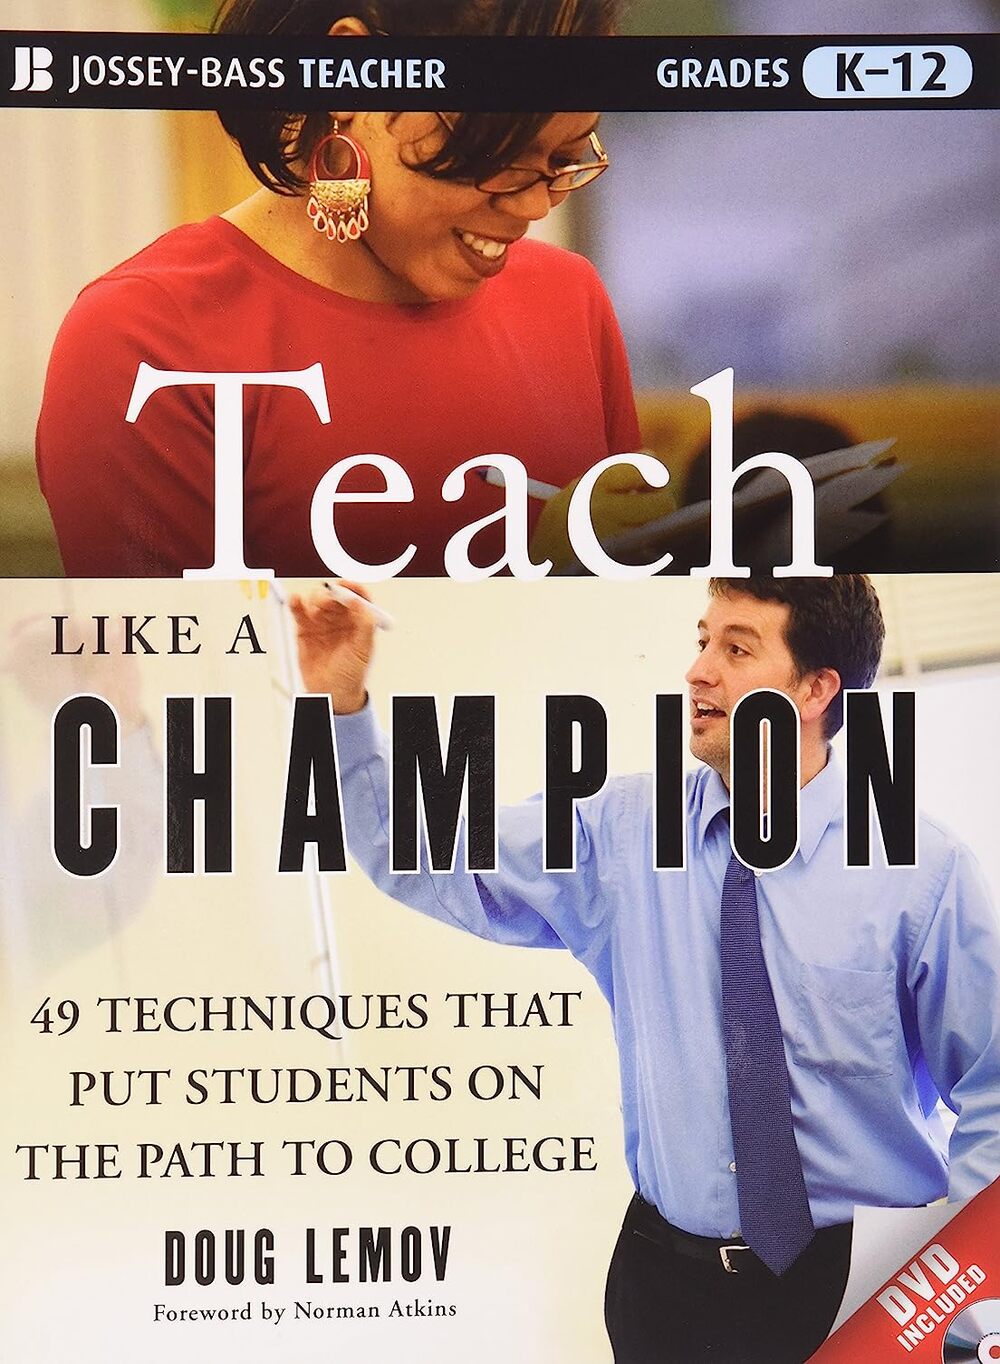 JB JOSSEY-BASS TEACHER
GRADES K–12
Teach
LIKE A
CHAMPION
49 TECHNIQUES THAT
PUT STUDENTS ON
THE PATH TO COLLEGE
DOUG LEMOV
Foreword by Norman Atkins
DVD
INCLUDED